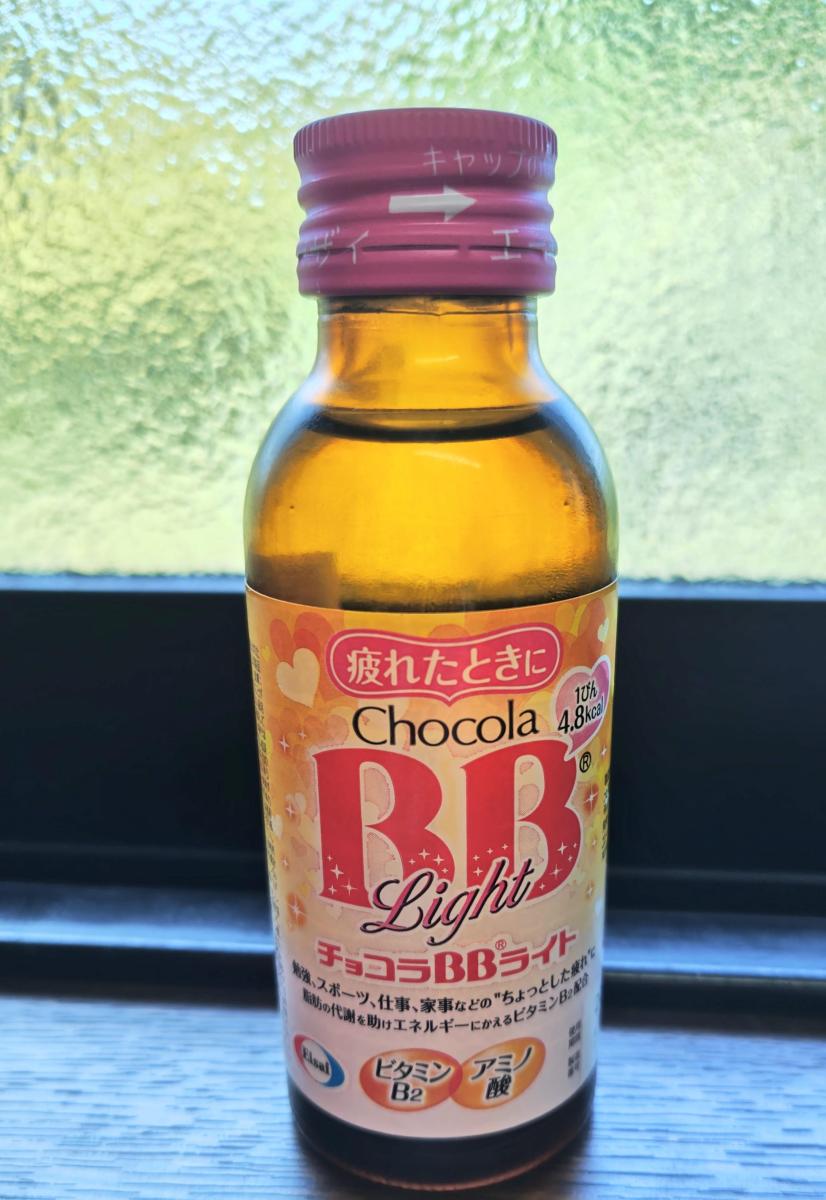 キャップの
ーザイ エー
疲れたときに
1びん
4.8kcal
Chocola
BB®
Light
チョコラBB®ライト
勉強、スポーツ、仕事、家事などの"ちょっとした疲れ"に
脂肪の代謝を助けエネルギーにかえるビタミンB2配合
Eisai
ビタミン
B2
アミノ
酸